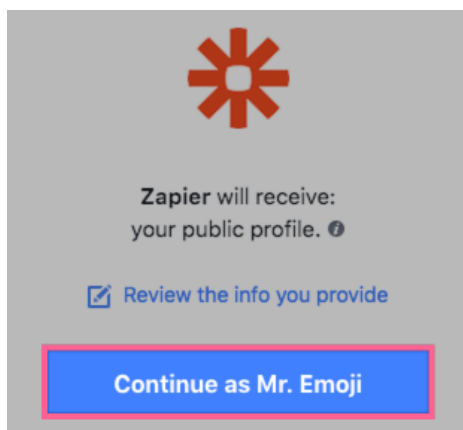 Zapier will receive:
your public profile.
Review the info you provide
Continue as Mr. Emoji